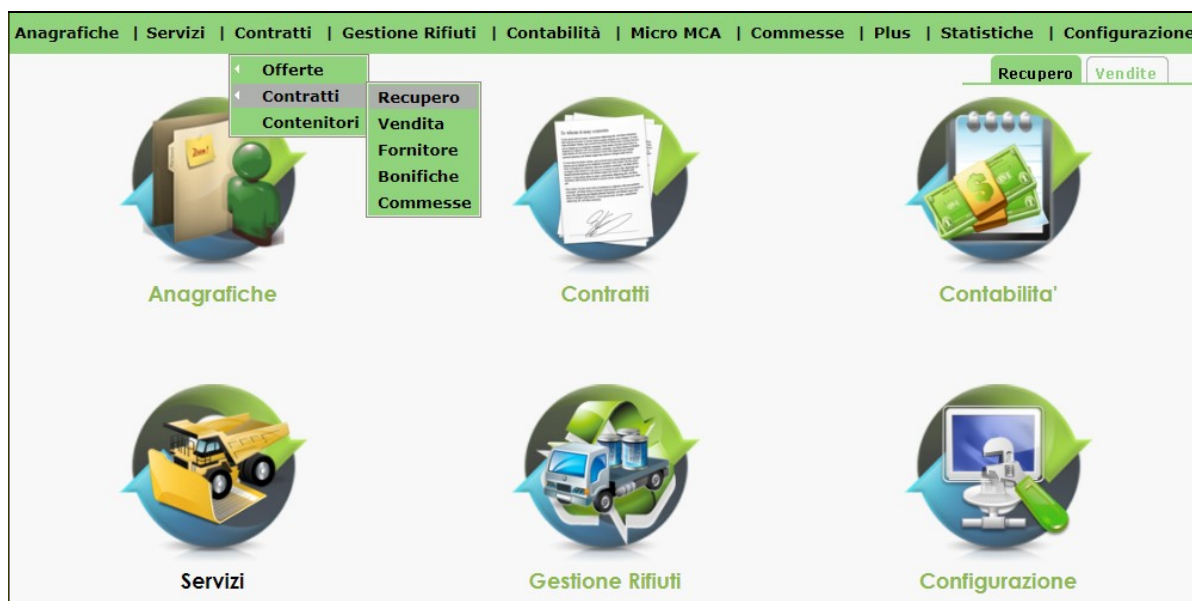 Anagrafiche | Servizi | Contratti | Gestione Rifiuti | Contabilità | Micro MCA | Commesse | Plus | Statistiche | Configurazione
Offerte
Contratti
Contenitori
Recupero
Vendita
Fornitore
Bonifiche
Commesse
Recupero Vendite
Anagrafiche
Contratti
Contabilita'
Servizi
Gestione Rifiuti
Configurazione